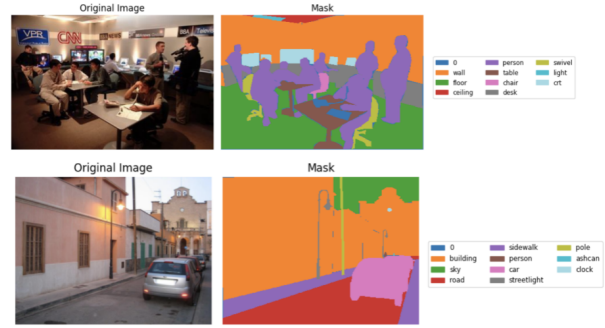 Original Image
Mask
VPR
CNN
0
person
swivel
wall
table
light
floor
chair
crt
ceiling
desk
Original Image
Mask
0
sidewalk
pole
building
person
ashcan
sky
car
clock
road
streetlight